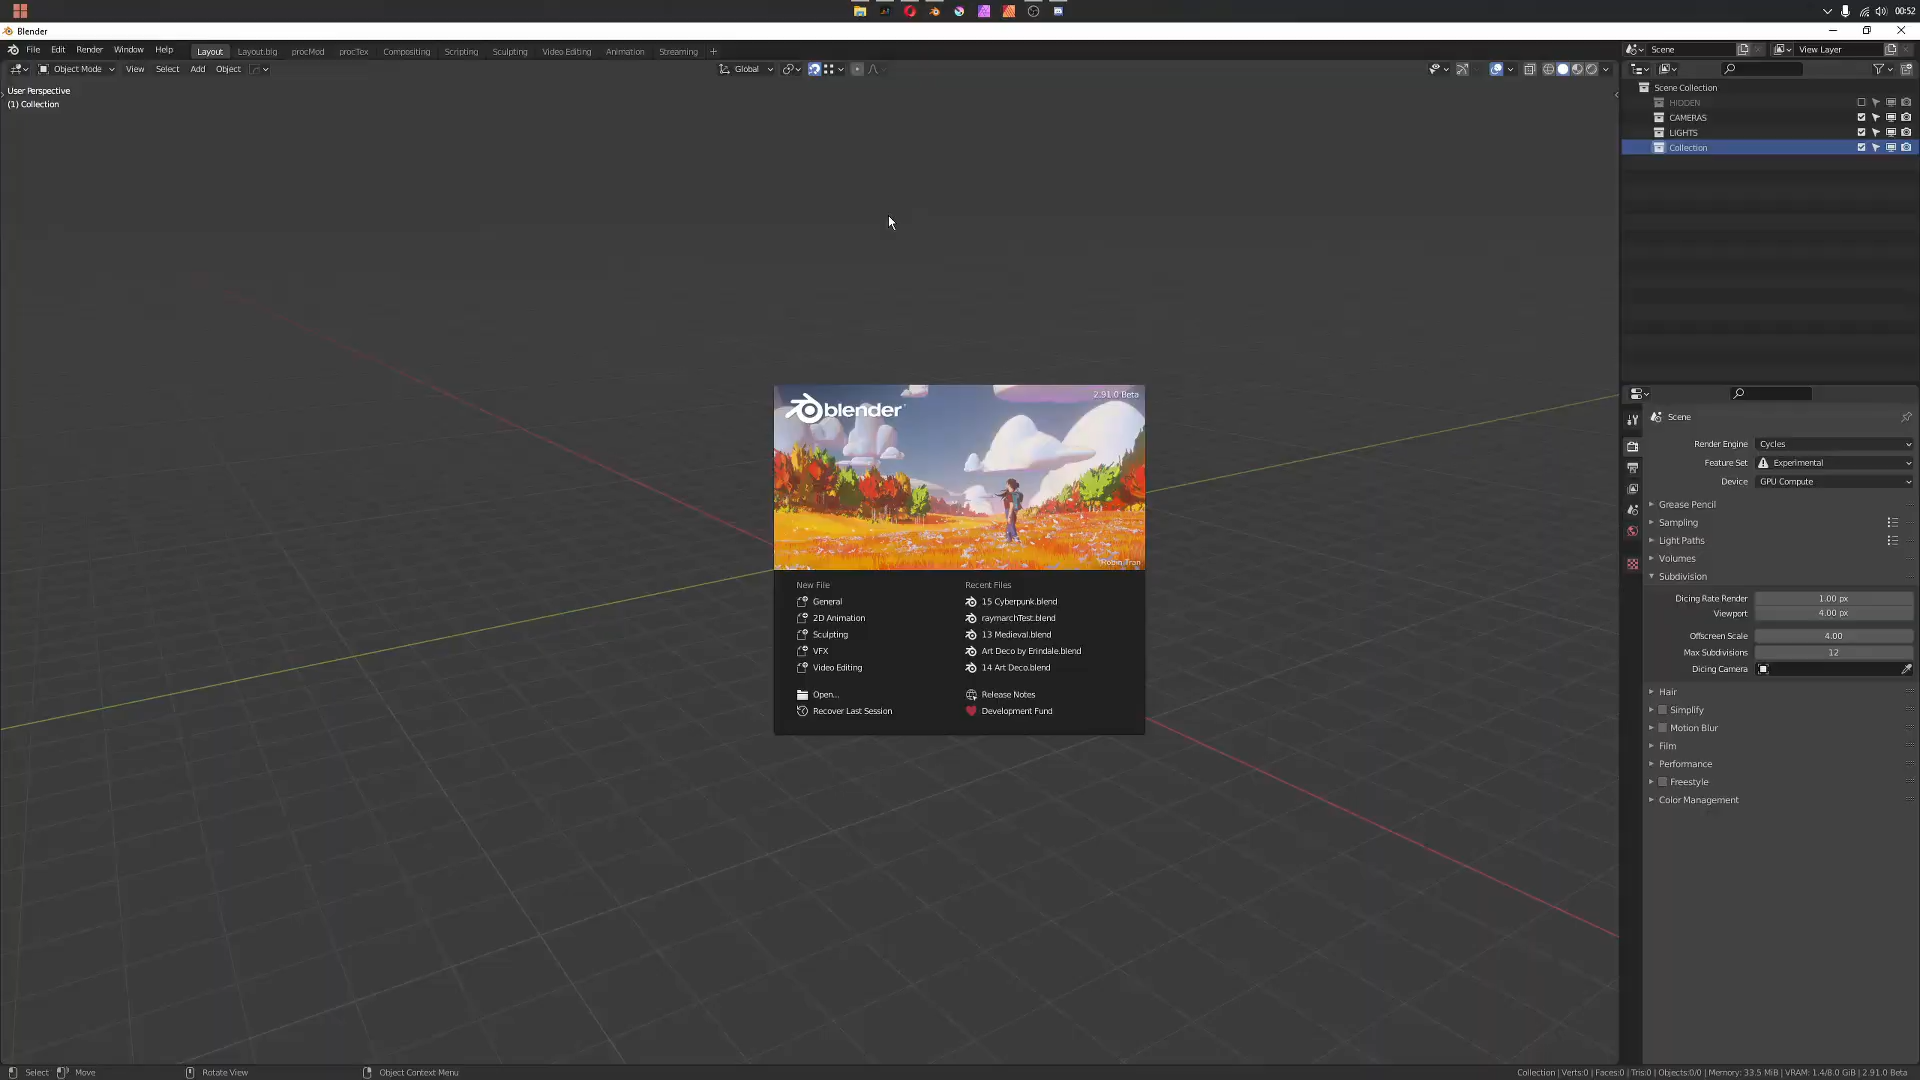 00:52
Blender
File Edit Render Window Help Layout Layout.big procMod procTex Compositing Scripting Sculpting Video Editing Animation Streaming + Scene View Layer
Object Mode View Select Add Object Global
User Perspective
(1) Collection
Scene Collection
HIDDEN
CAMERAS
LIGHTS
Collection
blender
2.91.0 Beta
Robin Tran
New File
General
2D Animation
Sculpting
VFX
Video Editing
Open...
Recover Last Session
Recent Files
15 Cyberpunk.blend
raymarchTest.blend
13 Medieval.blend
Art Deco by Erindale.blend
14 Art Deco.blend
Release Notes
Development Fund
Scene
Render Engine Cycles
Feature Set Experimental
Device GPU Compute
Grease Pencil
Sampling
Light Paths
Volumes
Subdivision
Dicing Rate Render 1.00 px
Viewport 4.00 px
Offscreen Scale 4.00
Max Subdivisions 12
Dicing Camera
Hair
Simplify
Motion Blur
Film
Performance
Freestyle
Color Management
Select Move Rotate View Object Context Menu Collection | Verts:0 | Faces:0 | Tris:0 | Objects:0/0 | Memory: 33.5 MiB | VRAM: 1.4/8.0 GiB | 2.91.0 Beta